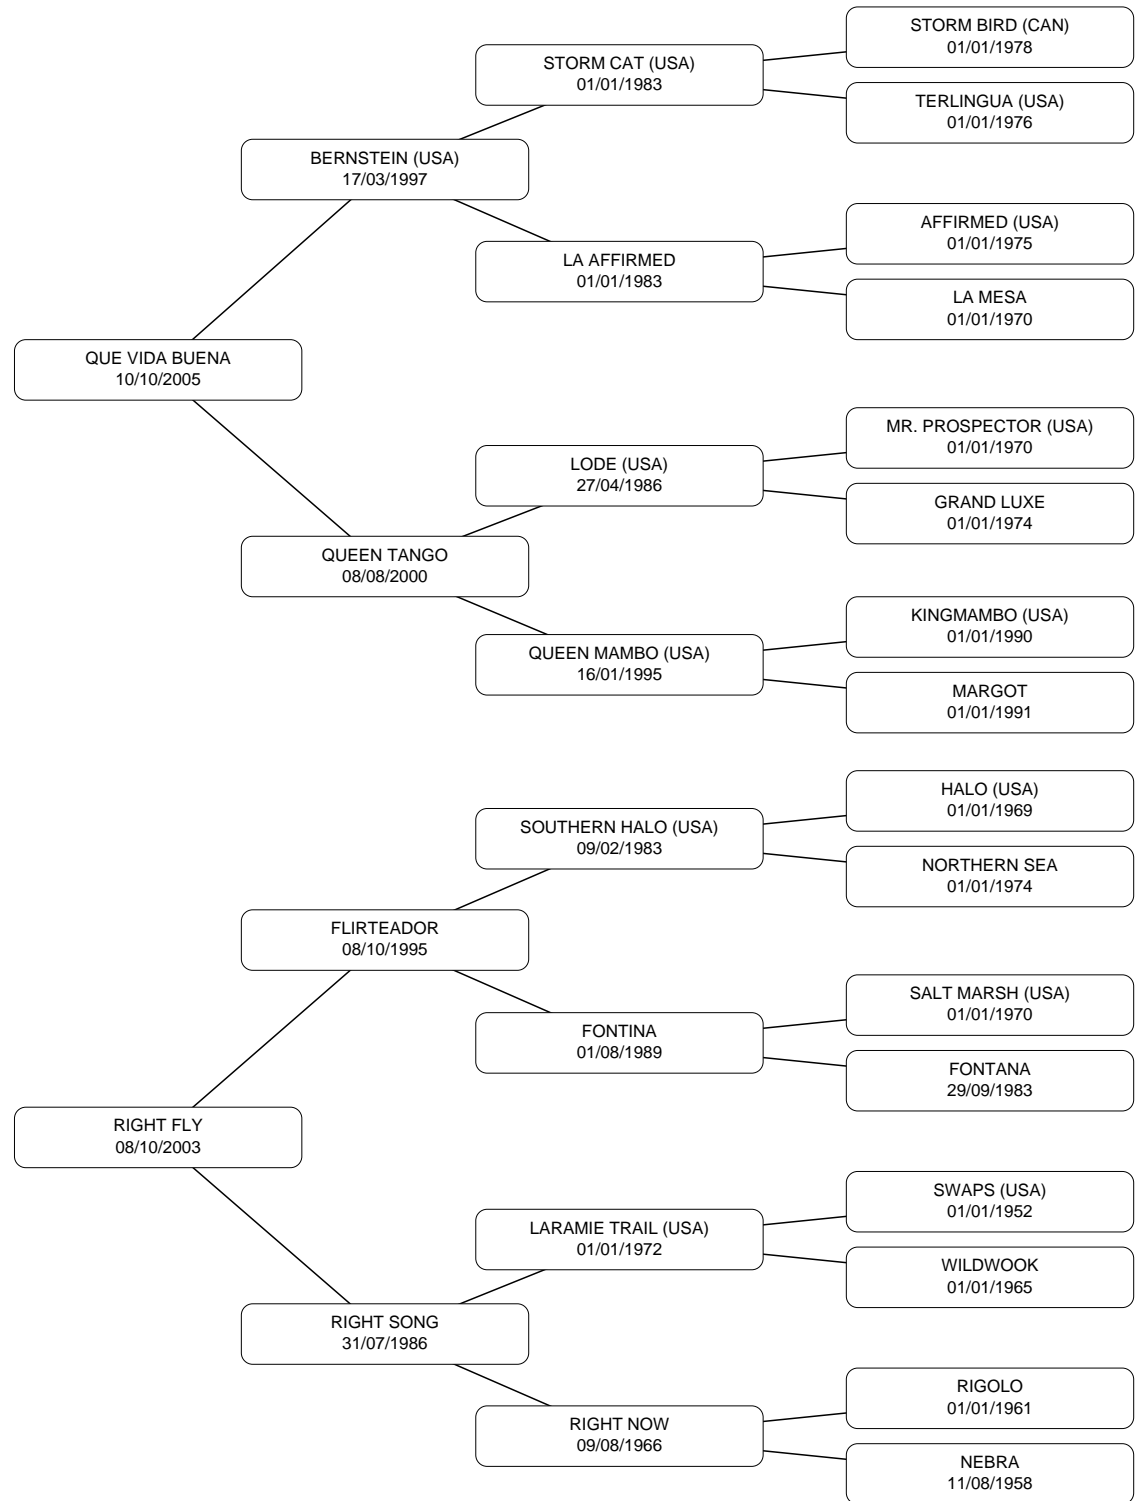 STORM BIRD (CAN)
01/01/1978
STORM CAT (USA)
01/01/1983
TERLINGUA (USA)
01/01/1976
BERNSTEIN (USA)
17/03/1997
AFFIRMED (USA)
01/01/1975
LA AFFIRMED
01/01/1983
LA MESA
01/01/1970
QUE VIDA BUENA
10/10/2005
MR. PROSPECTOR (USA)
01/01/1970
LODE (USA)
27/04/1986
GRAND LUXE
01/01/1974
QUEEN TANGO
08/08/2000
KINGMAMBO (USA)
01/01/1990
QUEEN MAMBO (USA)
16/01/1995
MARGOT
01/01/1991
HALO (USA)
01/01/1969
SOUTHERN HALO (USA)
09/02/1983
NORTHERN SEA
01/01/1974
FLIRTEADOR
08/10/1995
SALT MARSH (USA)
01/01/1970
FONTINA
01/08/1989
FONTANA
29/09/1983
RIGHT FLY
08/10/2003
SWAPS (USA)
01/01/1952
LARAMIE TRAIL (USA)
01/01/1972
WILDWOOK
01/01/1965
RIGHT SONG
31/07/1986
RIGOLO
01/01/1961
RIGHT NOW
09/08/1966
NEBRA
11/08/1958